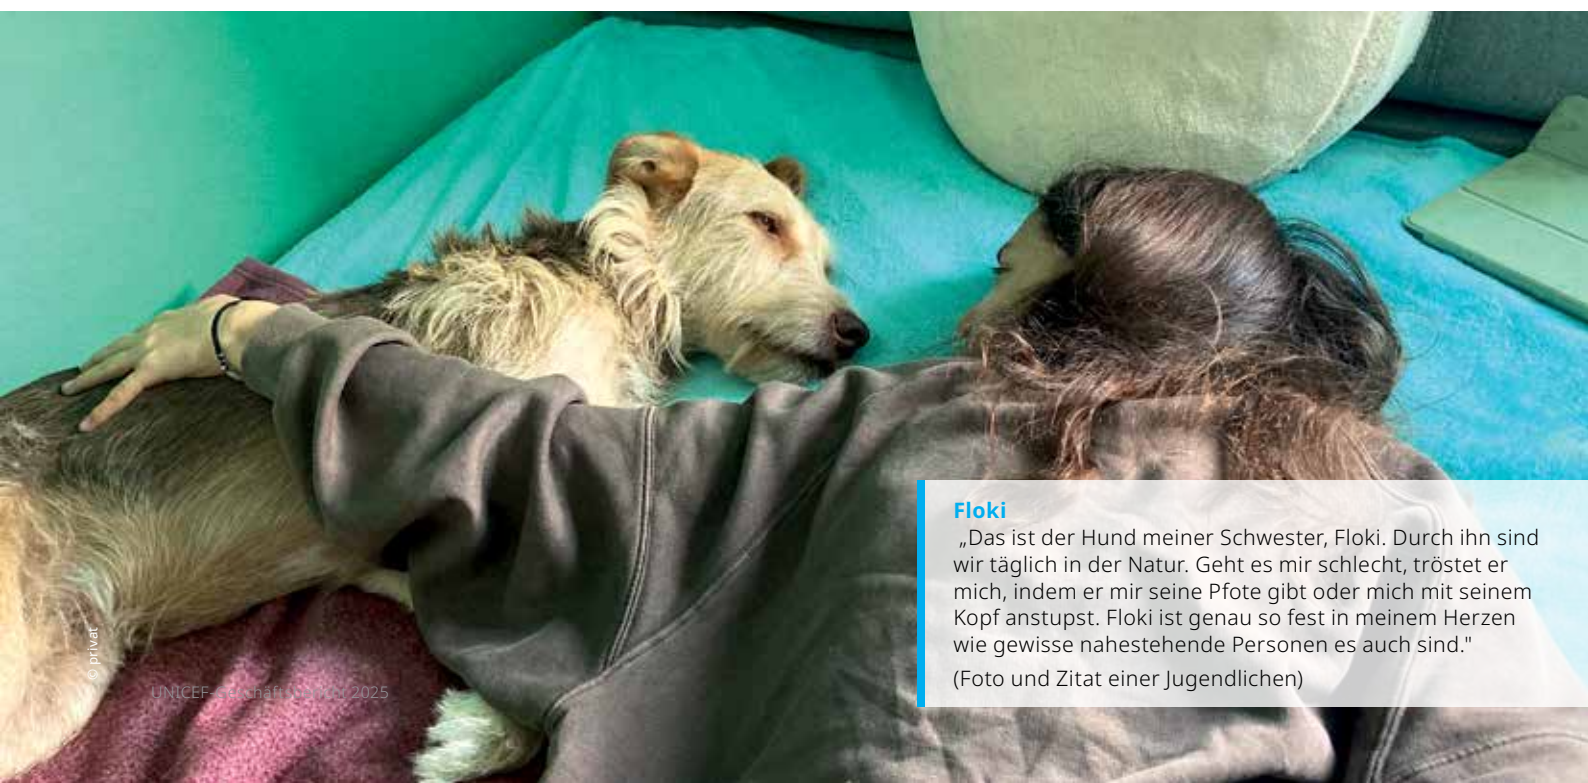 Floki
„Das ist der Hund meiner Schwester, Floki. Durch ihn sind
wir täglich in der Natur. Geht es mir schlecht, tröstet er
mich, indem er mir seine Pfote gibt oder mich mit seinem
Kopf anstupst. Floki ist genau so fest in meinem Herzen
wie gewisse nahestehende Personen es auch sind."
(Foto und Zitat einer Jugendlichen)
© privat
2025